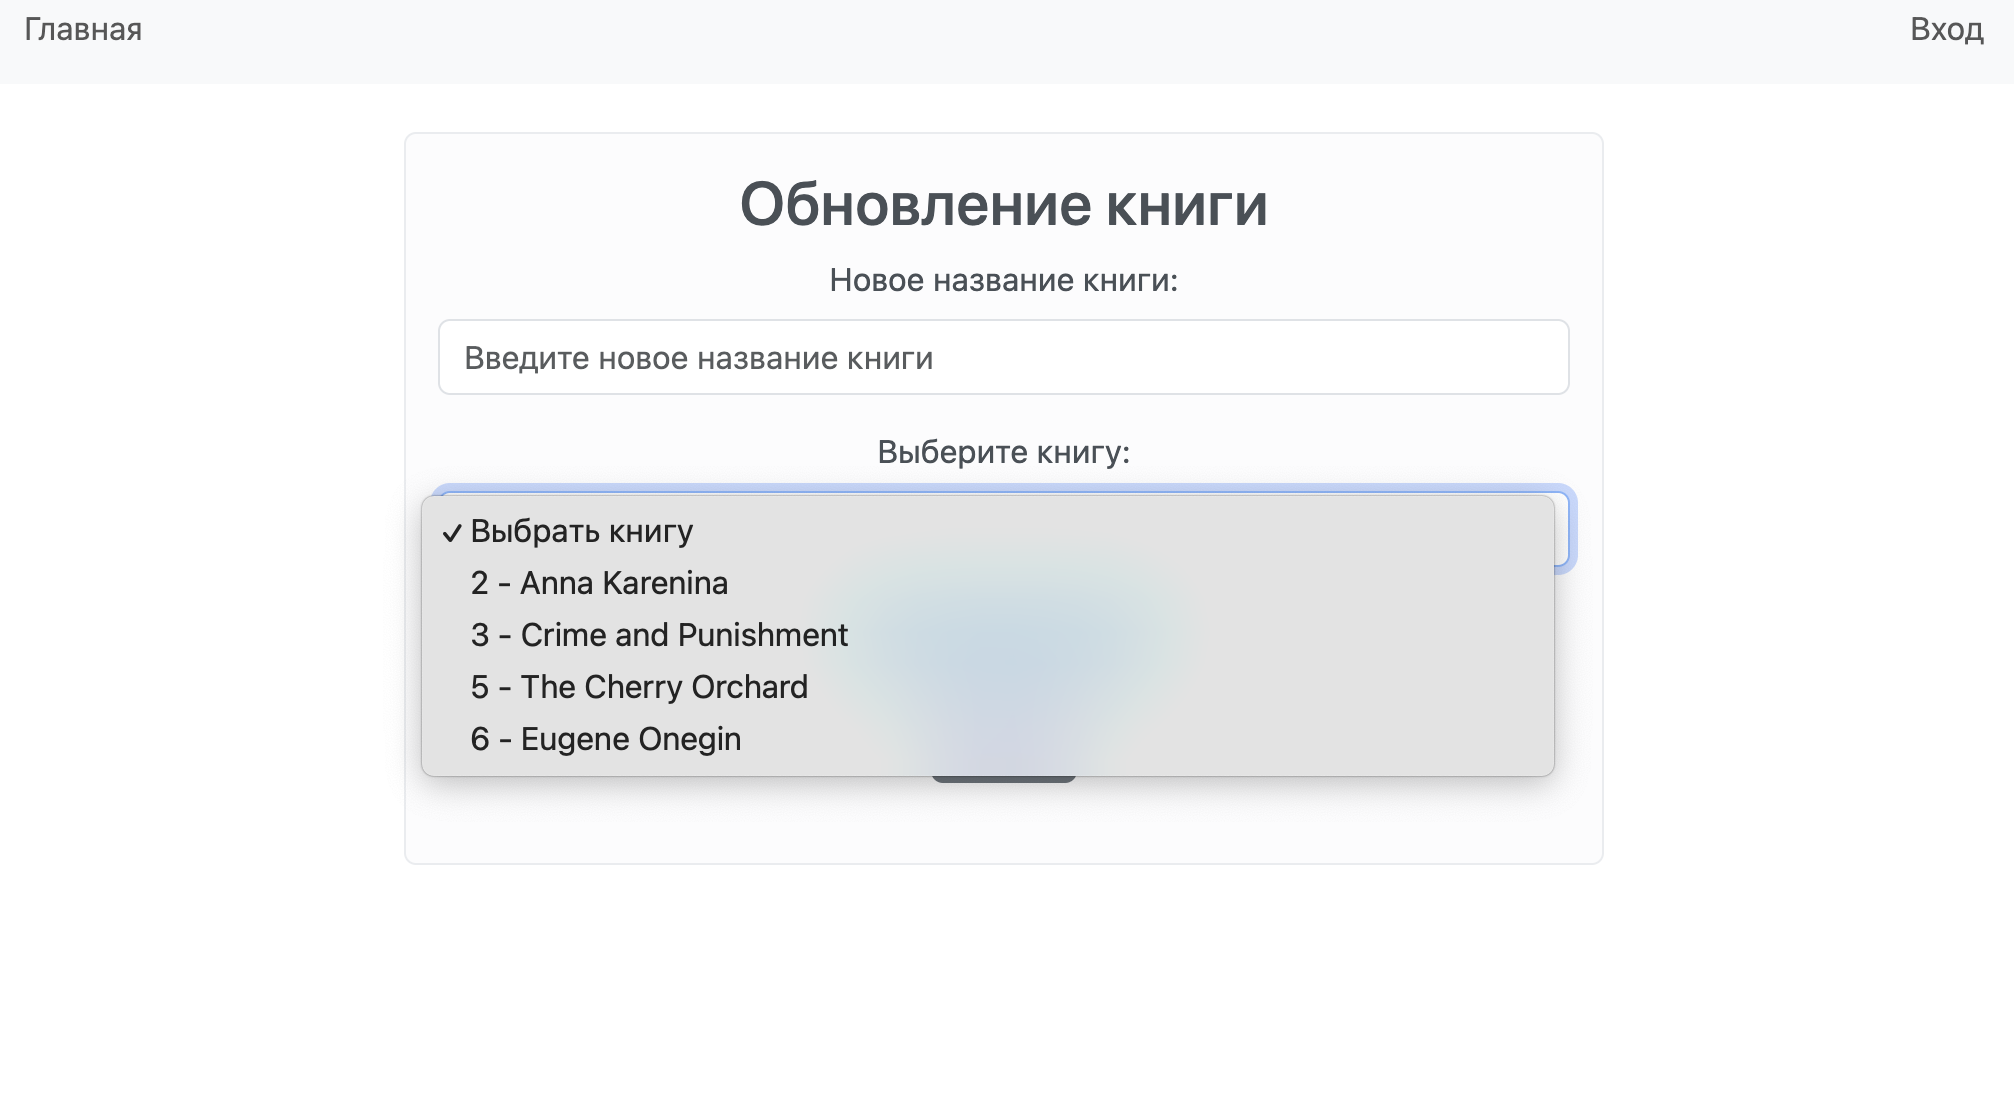 Главная
Вход
Обновление книги
Новое название книги:
Введите новое название книги
Выберите книгу:
✓ Выбрать книгу
2 - Anna Karenina
3 - Crime and Punishment
5 - The Cherry Orchard
6 - Eugene Onegin